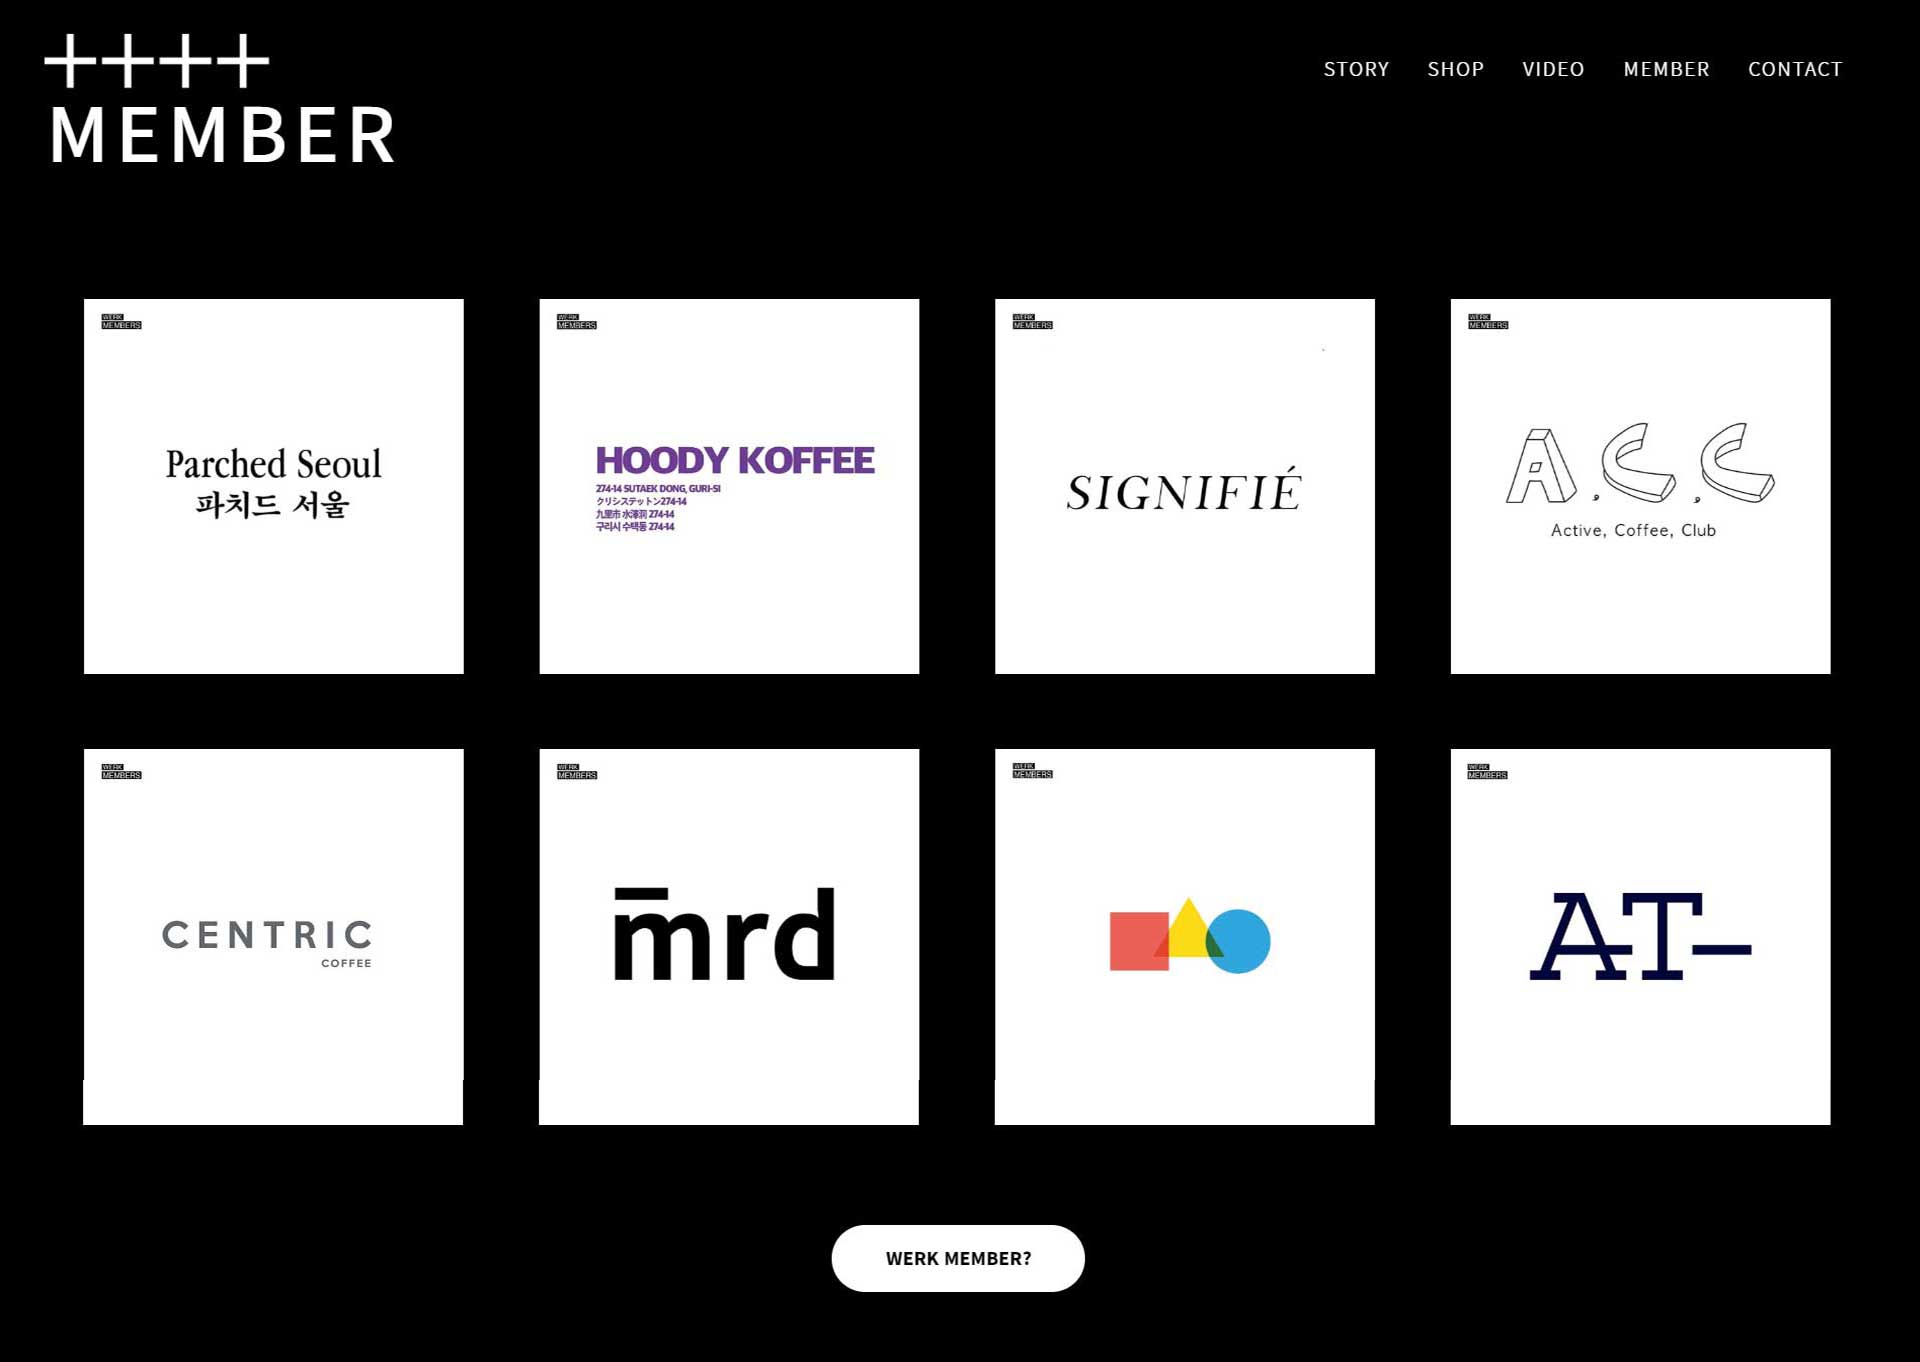 ++++
STORY SHOP VIDEO MEMBER CONTACT
MEMBER
WERK
MEMBERS
Parched Seoul
파치드 서울
WERK
MEMBERS
HOODY KOFFEE
274-14 SUTAEK DONG, GURI-SI
クリシステットン274-14
九里市 水澤洞 274-14
구리시 수택동 274-14
WERK
MEMBERS
SIGNIFIÉ
WERK
MEMBERS
A,C,C
Active, Coffee, Club
WERK
MEMBERS
CENTRIC
COFFEE
WERK
MEMBERS
mrd
WERK
MEMBERS
WERK
MEMBERS
AT-
WERK MEMBER?